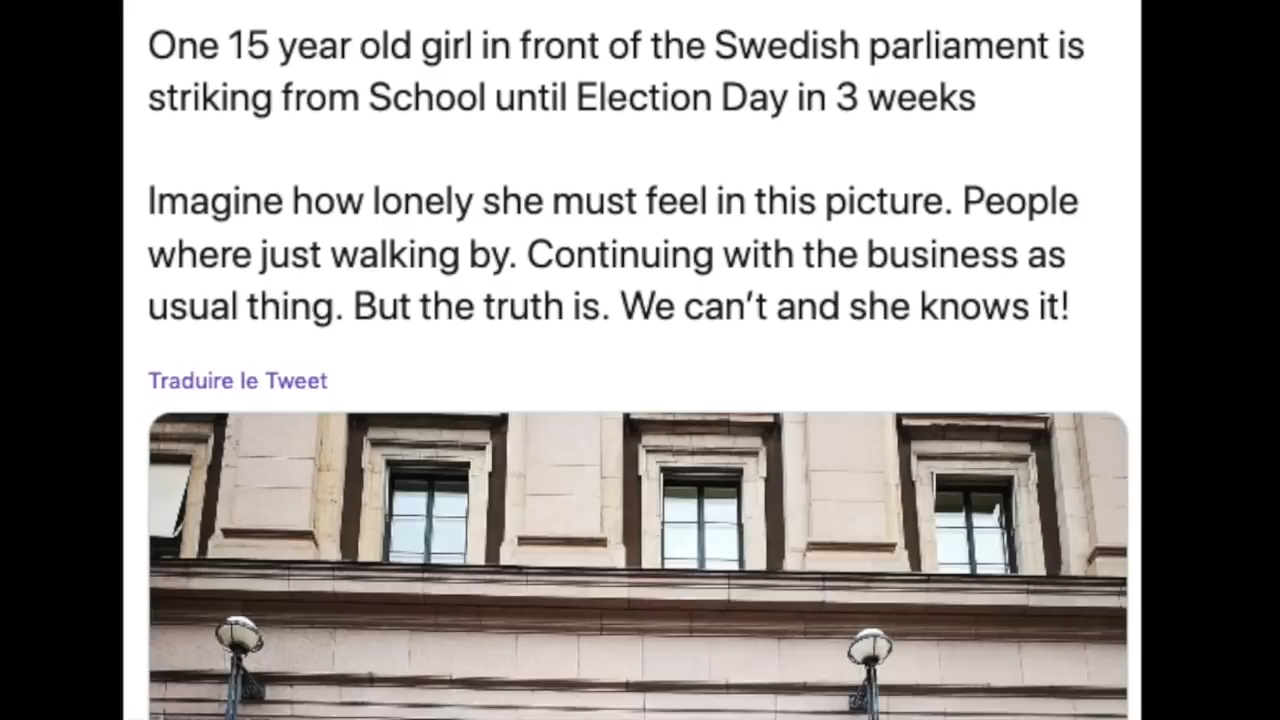 One 15 year old girl in front of the Swedish parliament is
striking from School until Election Day in 3 weeks
Imagine how lonely she must feel in this picture. People
where just walking by. Continuing with the business as
usual thing. But the truth is. We can’t and she knows it!
Traduire le Tweet